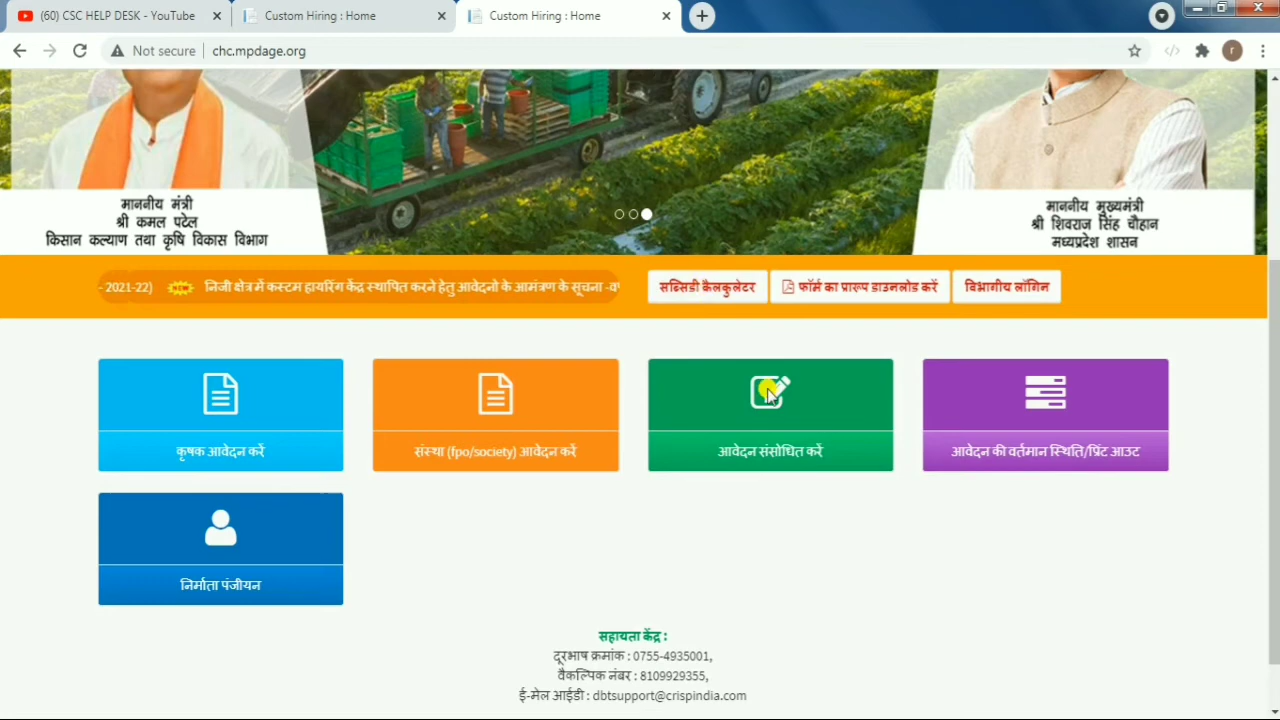 (60) CSC HELP DESK - YouTube
Custom Hiring : Home
Custom Hiring : Home
Not secure
chc.mpdage.org
r
माननीय मंत्री
श्री कमल पटेल
किसान कल्याण तथा कृषि विकास विभाग
माननीय मुख्यमंत्री
श्री शिवराज सिंह चौहान
मध्यप्रदेश शासन
- 2021-22) निजी क्षेत्र में कस्टम हायरिंग केंद्र स्थापित करने हेतु आवेदनो के आमंत्रण के सूचना -व
सब्सिडी कैलकुलेटर
फॉर्म का प्रारुप डाउनलोड करें
विभागीय लॉगिन
कृषक आवेदन करें
संस्था (fpo/society) आवेदन करें
आवेदन संसोधित करें
आवेदन की वर्तमान स्थिति/प्रिंट आउट
निर्माता पंजीयन
सहायता केंद्र :
दूरभाष क्रमांक : 0755-4935001,
वैकल्पिक नंबर : 8109929355,
ई-मेल आईडी : dbtsupport@crispindia.com